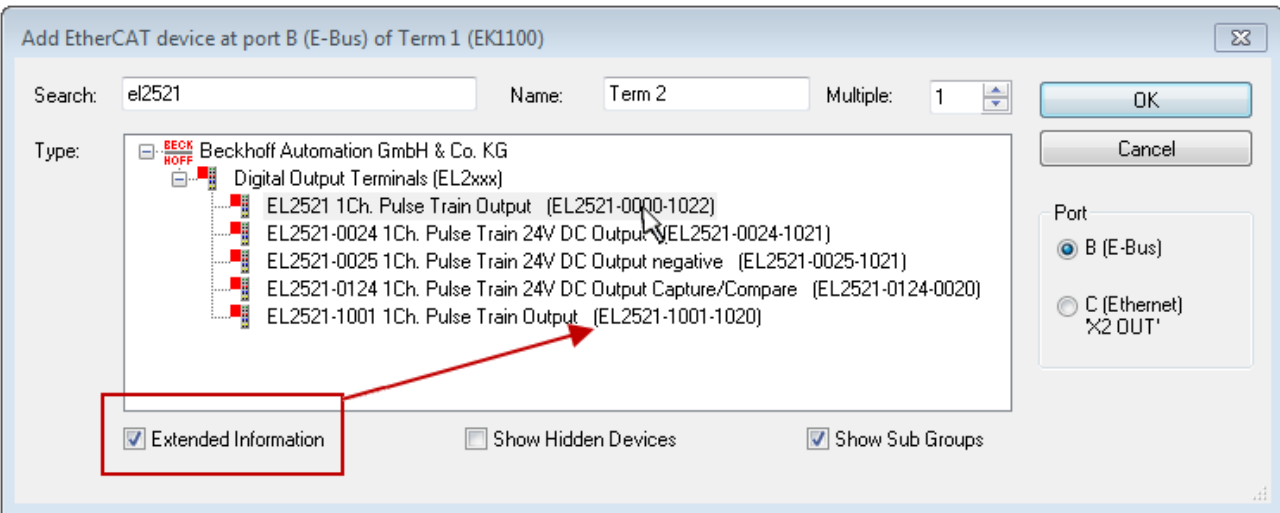 Add EtherCAT device at port B (E-Bus) of Term 1 (EK1100)
Search: el2521 Name: Term 2 Multiple: 1 OK
Type: BECKHOFF Beckhoff Automation GmbH & Co. KG Cancel
Digital Output Terminals (EL2xxx)
EL2521 1Ch. Pulse Train Output (EL2521-0000-1022)
EL2521-0024 1Ch. Pulse Train 24V DC Output (EL2521-0024-1021)
EL2521-0025 1Ch. Pulse Train 24V DC Output negative (EL2521-0025-1021)
EL2521-0124 1Ch. Pulse Train 24V DC Output Capture/Compare (EL2521-0124-0020)
EL2521-1001 1Ch. Pulse Train Output (EL2521-1001-1020)
Port
B (E-Bus)
C (Ethernet)
'X2 OUT'
Extended Information Show Hidden Devices Show Sub Groups